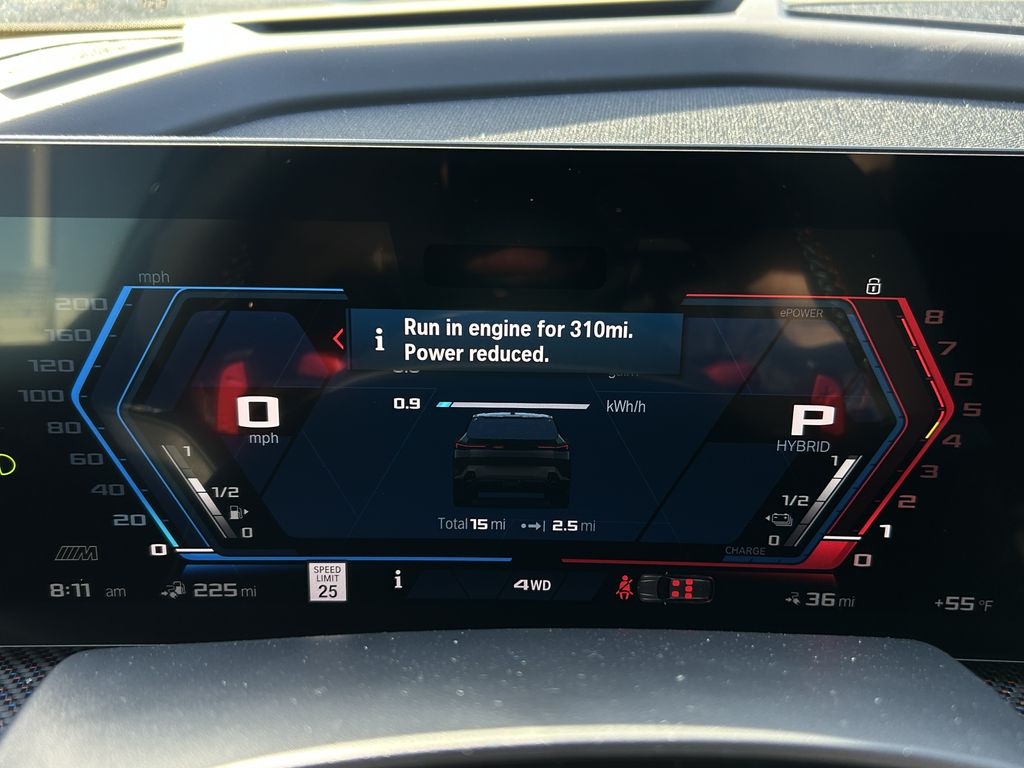 mph
200
160
120
100
80
60
40
20
0
Run in engine for 310mi.
Power reduced.
ePOWER
8
7
6
5
4
3
2
1
0
0.9
kWh/h
0
mph
P
HYBRID
1
1/2
0
1
1/2
0
Total 15 mi
2.5 mi
CHARGE
M
8:11 am
225 mi
SPEED
LIMIT
25
i
4WD
36 mi
+55 °F